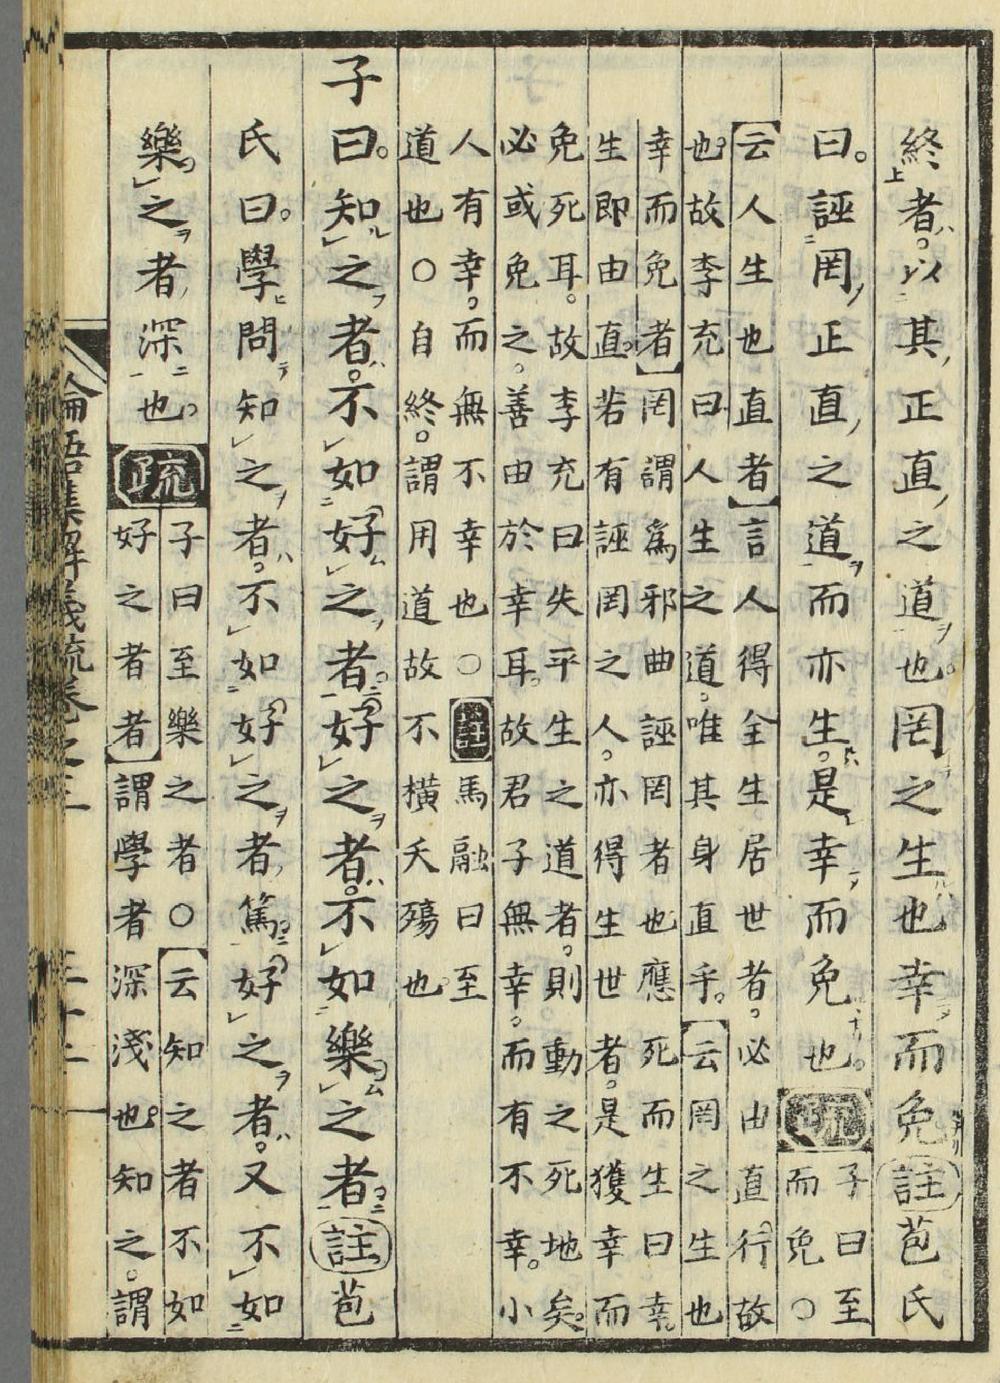 終者。以其正直之道也。罔之生也幸而免註苞氏
曰。誣罔正直之道而亦生。是幸而免也。疏
子曰至
而免○
云人生也直者言人得全生居世者。必由直行故
也。故李充曰人生之道。唯其身直乎。云罔之生也
幸而免者罔謂爲邪曲誣罔者也應死而生曰幸。
生即由直。若有誣罔之人。亦得生世者。是獲幸而
免死耳。故李充曰失平生之道者。則動之死地矣。
必或免之。善由於幸耳。故君子無幸。而有不幸。小
人有幸。而無不幸也○註馬融曰至
道也○自終。謂用道故不横夭殤也。
子曰。知之者。不如好之者。好之者。不如樂之者註苞
氏曰。學問知之者。不如好之者篤好之者。又不如
樂之者深也。疏
子曰至樂之者○云知之者不如
好之者者謂學者深淺也。知之。謂
論語集解義疏卷之三
三十二